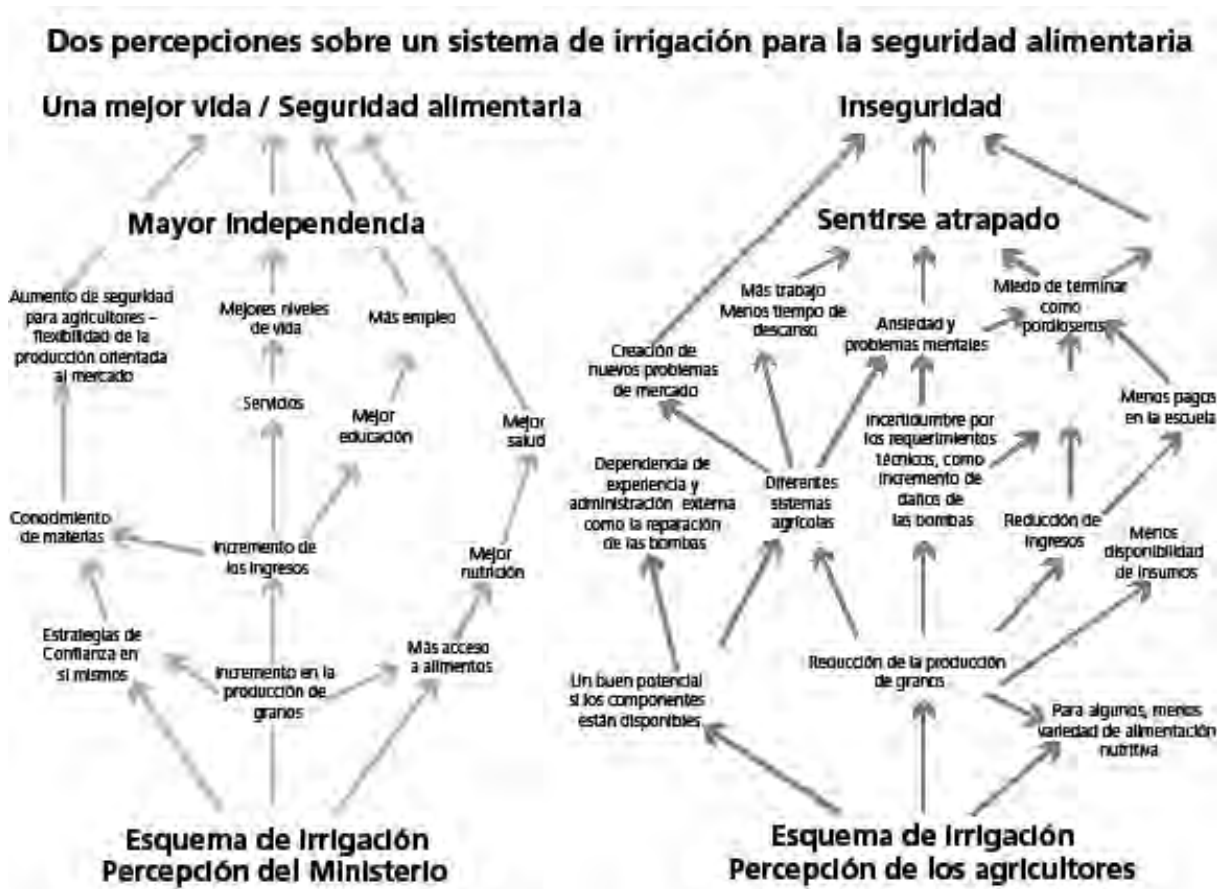 Dos percepciones sobre un sistema de irrigación para la seguridad alimentaria
Una mejor vida / Seguridad alimentaria
Mayor Independencia
Aumento de seguridad
para agricultores –
flexibilidad de la
producción orientada
al mercado
Mejores niveles
de vida
Más empleo
Servicios
Mejor
educación
Mejor
salud
Conocimiento
de materias
Incremento de
los ingresos
Mejor
nutrición
Estrategias de
Confianza en
si mismos
Incremento en la
producción de
granos
Más acceso
a alimentos
Esquema de irrigación
Percepción del Ministerio
Inseguridad
Sentirse atrapado
Más trabajo
Menos tiempo de
descanso
Miedo de terminar
como
pordioseros
Ansiedad y
problemas mentales
Creación de
nuevos problemas
de mercado
Menos pagos
en la escuela
Incertidumbre por
los requerimientos
técnicos, como
incremento de
daños de
las bombas
Dependencia de
experiencia y
administración externa
como la reparación
de las bombas
Diferentes
sistemas
agrícolas
Reducción de
ingresos
Menos
disponibilidad
de insumos
Un buen potencial
si los componentes
están disponibles
Reducción de la producción
de granos
Para algunos, menos
variedad de alimentación
nutritiva
Esquema de irrigación
Percepción de los agricultores